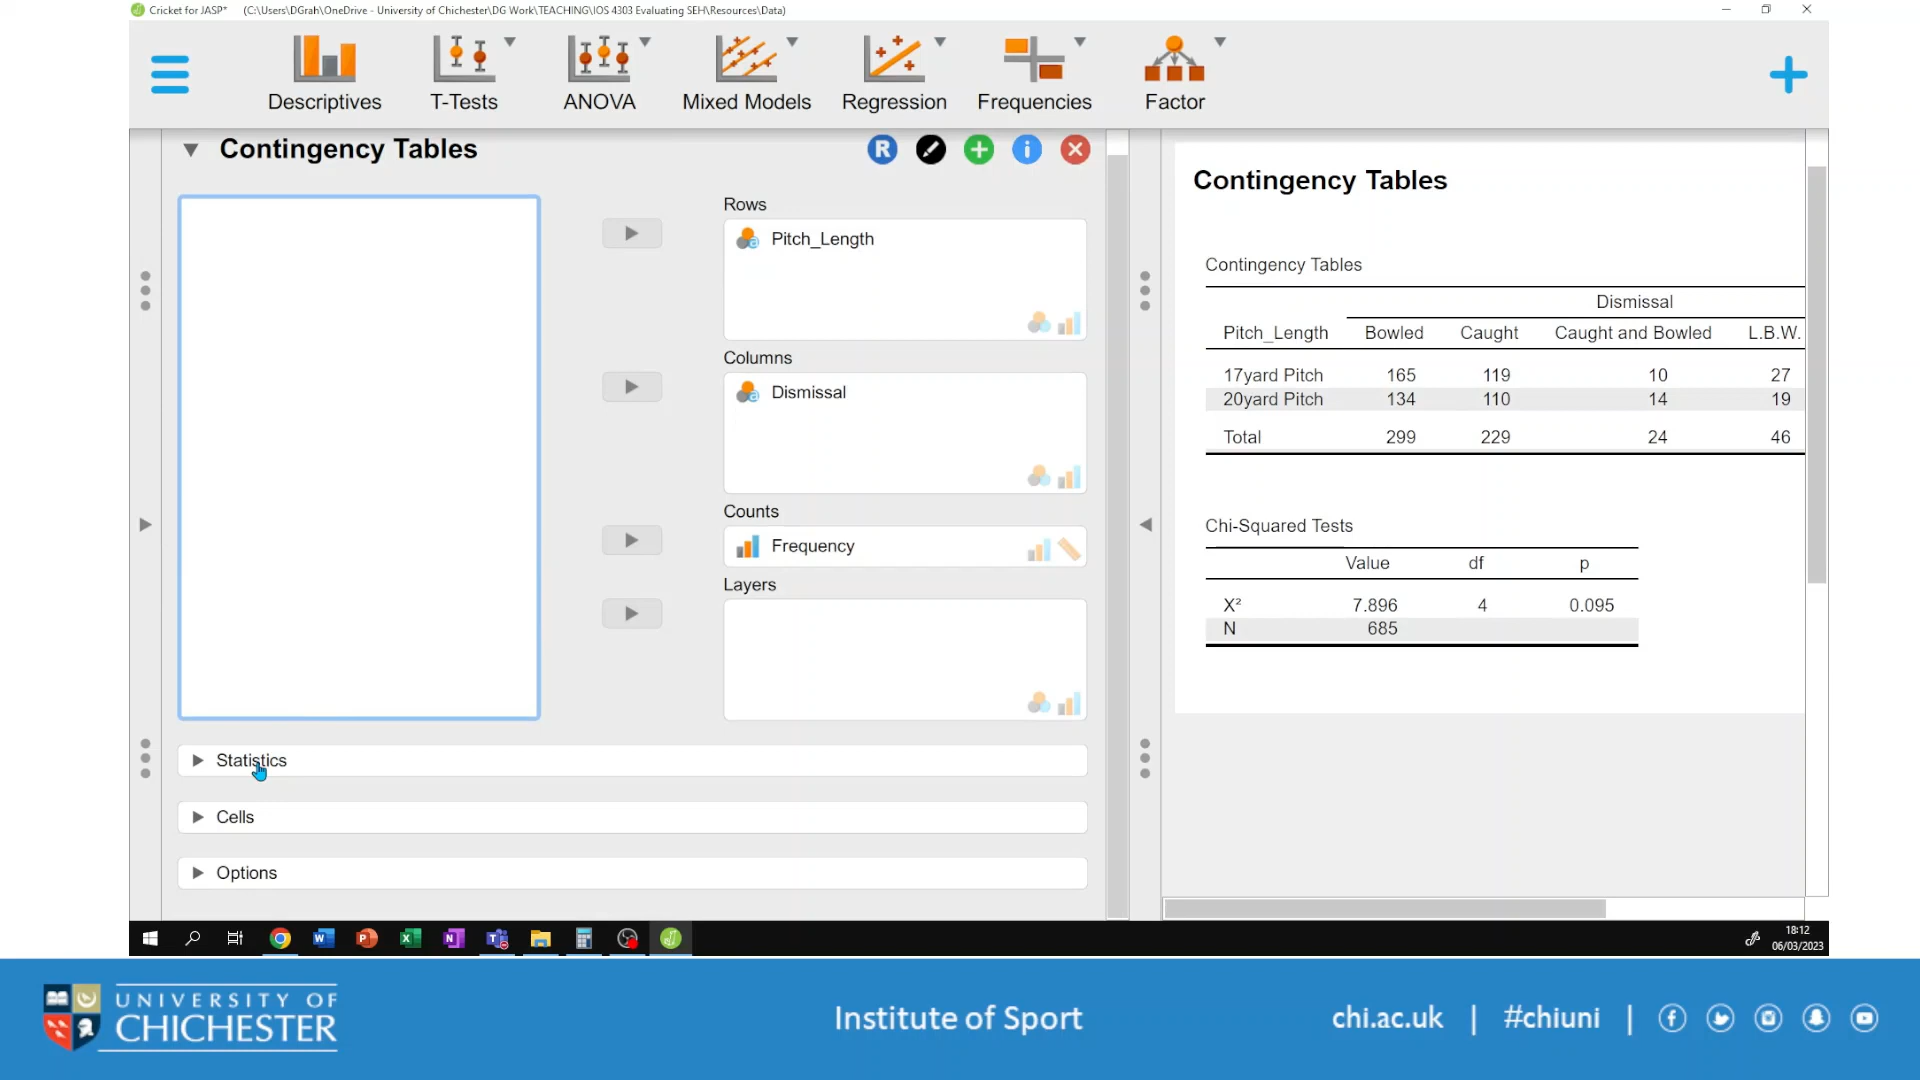 Cricket for JASP* (C:\Users\DGrah\OneDrive - University of Chichester\DG Work\TEACHING\IOS 4303 Evaluating SEH\Resources\Data)
Descriptives T-Tests ANOVA Mixed Models Regression Frequencies Factor
Contingency Tables
R
i
Rows
Pitch_Length
Columns
Dismissal
Counts
Frequency
Layers
Statistics
Cells
Options
Contingency Tables
Contingency Tables
Dismissal
Pitch_Length Bowled Caught Caught and Bowled L.B.W.
17yard Pitch 165 119 10 27
20yard Pitch 134 110 14 19
Total 299 229 24 46
Chi-Squared Tests
Value df p
X² 7.896 4 0.095
N 685
18:12
06/03/2023
UNIVERSITY OF
CHICHESTER
Institute of Sport
chi.ac.uk | #chiuni |